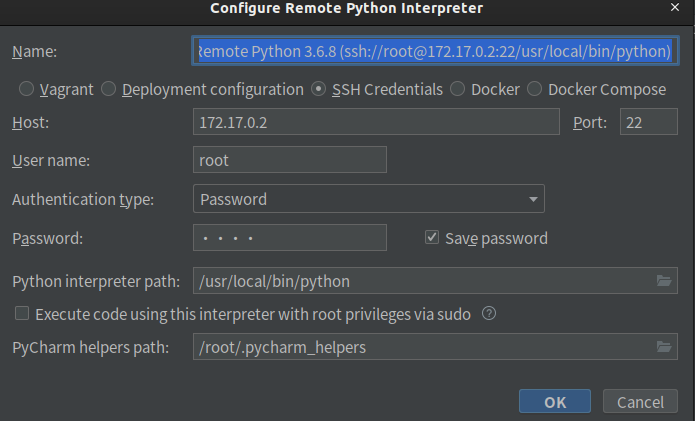 Configure Remote Python Interpreter
Name: Remote Python 3.6.8 (ssh://root@172.17.0.2:22/usr/local/bin/python)
Vagrant Deployment configuration SSH Credentials Docker Docker Compose
Host: 172.17.0.2 Port: 22
User name: root
Authentication type: Password
Password: • • • • Save password
Python interpreter path: /usr/local/bin/python
Execute code using this interpreter with root privileges via sudo ?
PyCharm helpers path: /root/.pycharm_helpers
OK Cancel